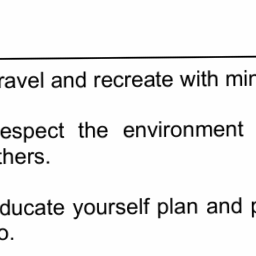 ravel and recreate with min
espect the environment
thers.
ducate yourself plan and p
o.